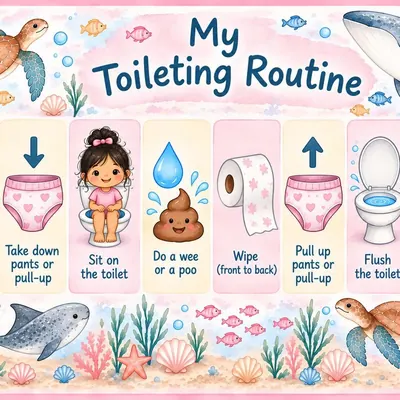 My
Toileting Routine
Take down
pants or
pull-up
Sit on
the toilet
Do a wee
or a poo
Wipe
(front to back)
Pull up
pants or
pull-up
Flush
the toilet